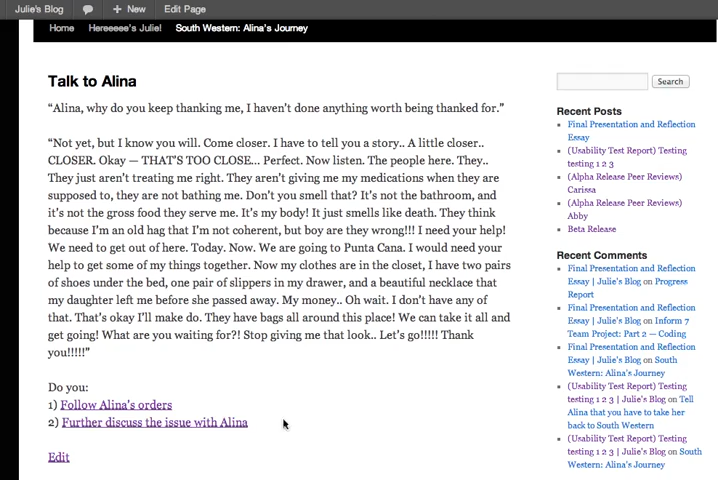 Julie's Blog New Edit Page
Home Hereeeee's Julie! South Western: Alina's Journey
Talk to Alina
“Alina, why do you keep thanking me, I haven't done anything worth being thanked for.”
“Not yet, but I know you will. Come closer. I have to tell you a story.. A little closer..
CLOSER. Okay — THAT'S TOO CLOSE... Perfect. Now listen. The people here. They..
They just aren't treating me right. They aren't giving me my medications when they are
supposed to, they are not bathing me. Don't you smell that? It's not the bathroom, and
it's not the gross food they serve me. It's my body! It just smells like death. They think
because I'm an old hag that I'm not coherent, but boy are they wrong!!! I need your help!
We need to get out of here. Today. Now. We are going to Punta Cana. I would need your
help to get some of my things together. Now my clothes are in the closet, I have two pairs
of shoes under the bed, one pair of slippers in my drawer, and a beautiful necklace that
my daughter left me before she passed away. My money.. Oh wait. I don't have any of
that. That's okay I'll make do. They have bags all around this place! We can take it all and
get going! What are you waiting for?! Stop giving me that look.. Let's go!!!!! Thank
you!!!!!”
Do you:
1) Follow Alina's orders
2) Further discuss the issue with Alina
Edit
Search
Recent Posts
Final Presentation and Reflection
Essay
(Usability Test Report) Testing
testing 1 2 3
(Alpha Release Peer Reviews)
Carissa
(Alpha Release Peer Reviews)
Abby
Beta Release
Recent Comments
Final Presentation and Reflection
Essay | Julie's Blog on Progress
Report
Final Presentation and Reflection
Essay | Julie's Blog on Inform 7
Team Project: Part 2 — Coding
Final Presentation and Reflection
Essay | Julie's Blog on South
Western: Alina's Journey
(Usability Test Report) Testing
testing 1 2 3 | Julie's Blog on Tell
Alina that you have to take her
back to South Western
(Usability Test Report) Testing
testing 1 2 3 | Julie's Blog on South
Western: Alina's Journey